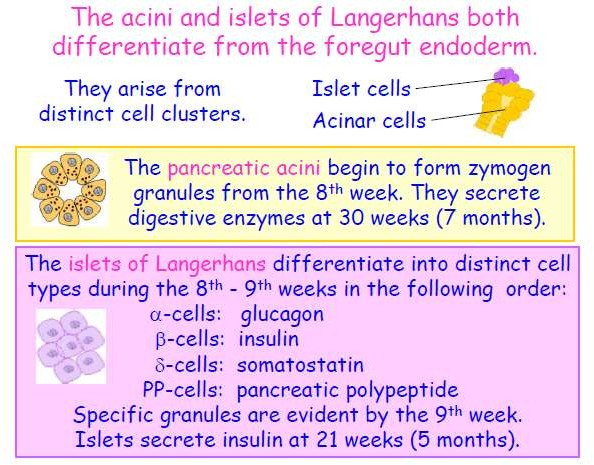 The acini and islets of Langerhans both
differentiate from the foregut endoderm.
They arise from
distinct cell clusters.
Islet cells
Acinar cells
The pancreatic acini begin to form zymogen
granules from the 8th week. They secrete
digestive enzymes at 30 weeks (7 months).
The islets of Langerhans differentiate into distinct cell
types during the 8th - 9th weeks in the following order:
α-cells: glucagon
β-cells: insulin
δ-cells: somatostatin
PP-cells: pancreatic polypeptide
Specific granules are evident by the 9th week.
Islets secrete insulin at 21 weeks (5 months).